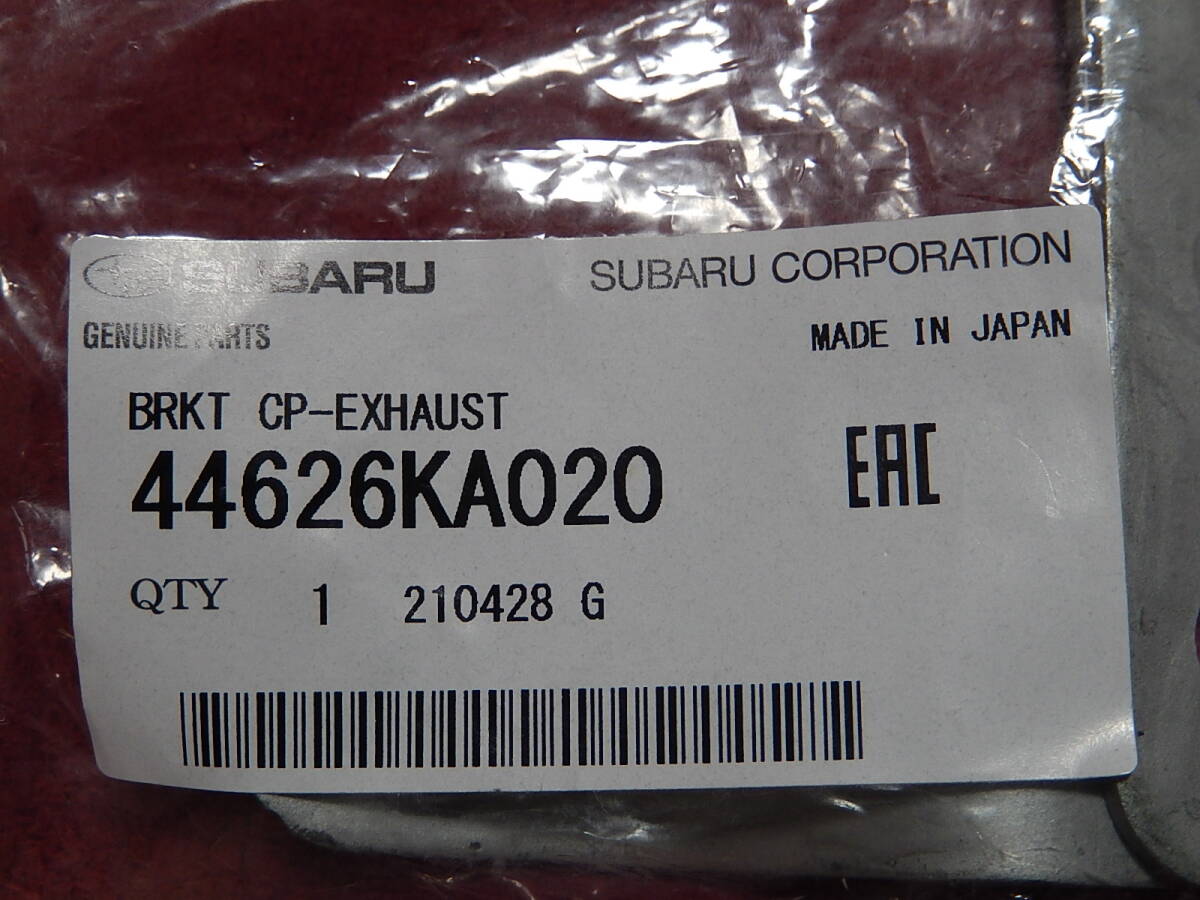 SUBARU
SUBARU CORPORATION
GENUINE PARTS
MADE IN JAPAN
BRKT CP-EXHAUST
44626KA020
EAC
QTY 1 210428 G